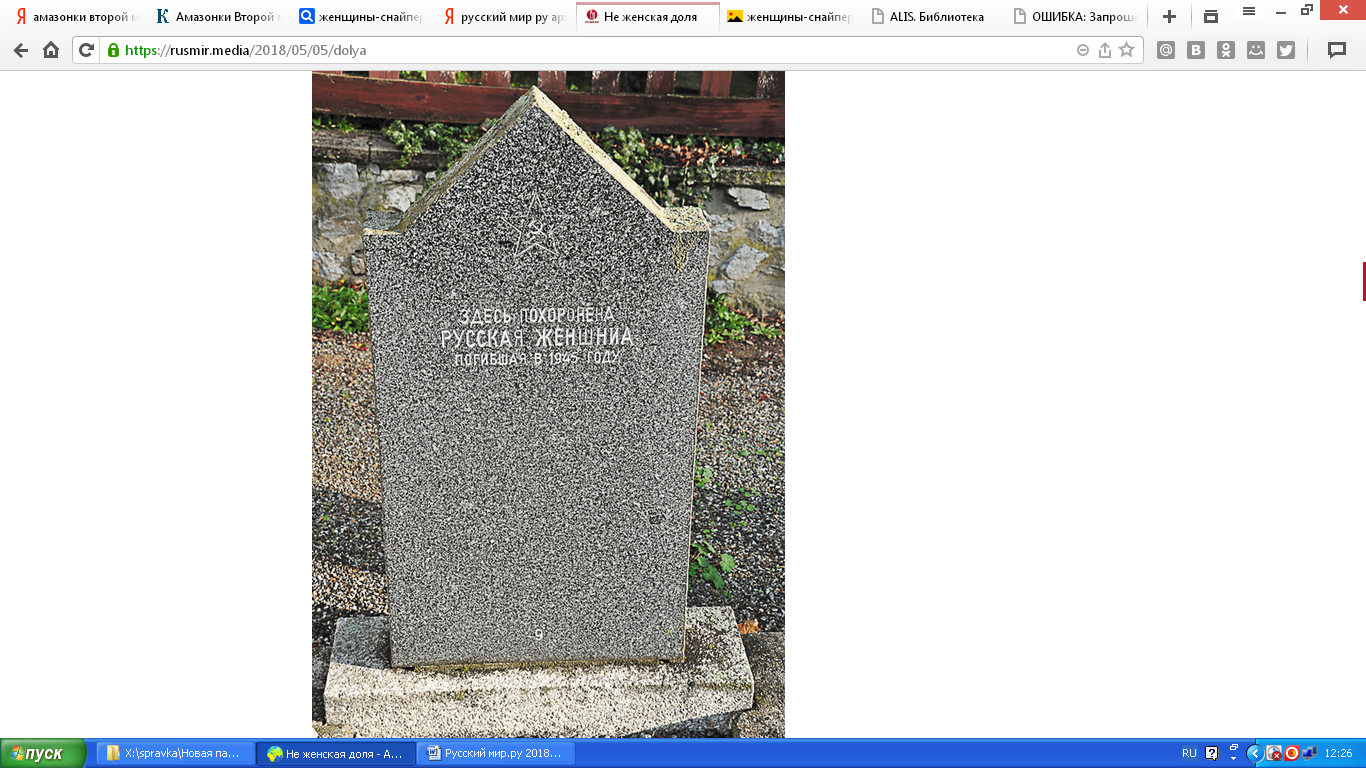 амазонки второй м
Амазонки Второй м
женщины-снайпер
русский мир ру ар
Не женская доля
женщины-снайпер
ALIS. Библиотека
ОШИБКА: Запроше
https://rusmir.media/2018/05/05/dolya
ЗДЕСЬ ПОХОРОНЕНА
РУССКАЯ ЖЕНШНИА
ПОГИБШАЯ В 1945 ГОДУ
9
пуск
X:\spravka\Новая па...
Не женская доля - A...
Русский мир.ру 2018...
RU
12:26